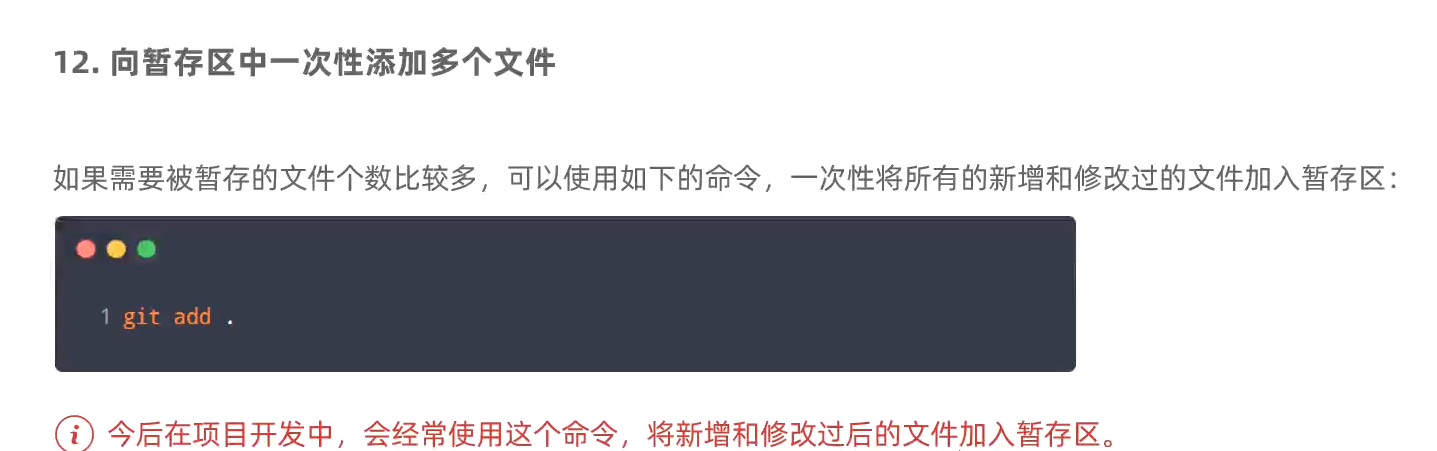 12. 向暂存区中一次性添加多个文件
如果需要被暂存的文件个数比较多，可以使用如下的命令，一次性将所有的新增和修改过的文件加入暂存区：
1 git add .
i 今后在项目开发中，会经常使用这个命令，将新增和修改过后的文件加入暂存区。